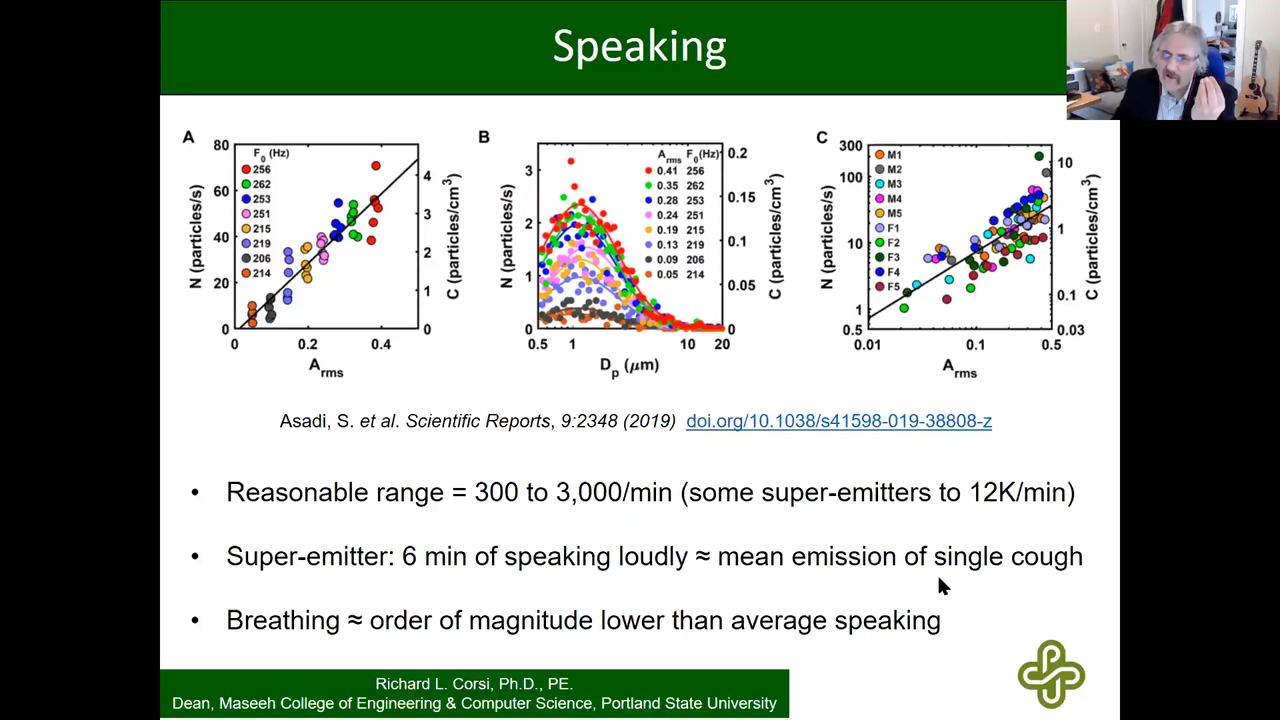 Speaking
A
80
60
40
20
0
N (particles/s)
F0 (Hz)
256
262
253
251
215
219
206
214
4
3
2
1
0
C (particles/cm3)
0 0.2 0.4
Arms
B
3
2
1
0
N (particles/s)
Arms F0(Hz)
0.41 256
0.35 262
0.28 253
0.24 251
0.19 215
0.13 219
0.09 206
0.05 214
0.2
0.15
0.1
0.05
0
C (particles/cm3)
0.5 1 10 20
Dp (μm)
C
300
100
10
1
0.5
N (particles/s)
M1
M2
M3
M4
M5
F1
F2
F3
F4
F5
10
1
0.1
0.03
C (particles/cm3)
0.01 0.1 0.5
Arms
Asadi, S. et al. Scientific Reports, 9:2348 (2019) doi.org/10.1038/s41598-019-38808-z
• Reasonable range = 300 to 3,000/min (some super-emitters to 12K/min)
• Super-emitter: 6 min of speaking loudly ≈ mean emission of single cough
• Breathing ≈ order of magnitude lower than average speaking
Richard L. Corsi, Ph.D., PE.
Dean, Maseeh College of Engineering & Computer Science, Portland State University